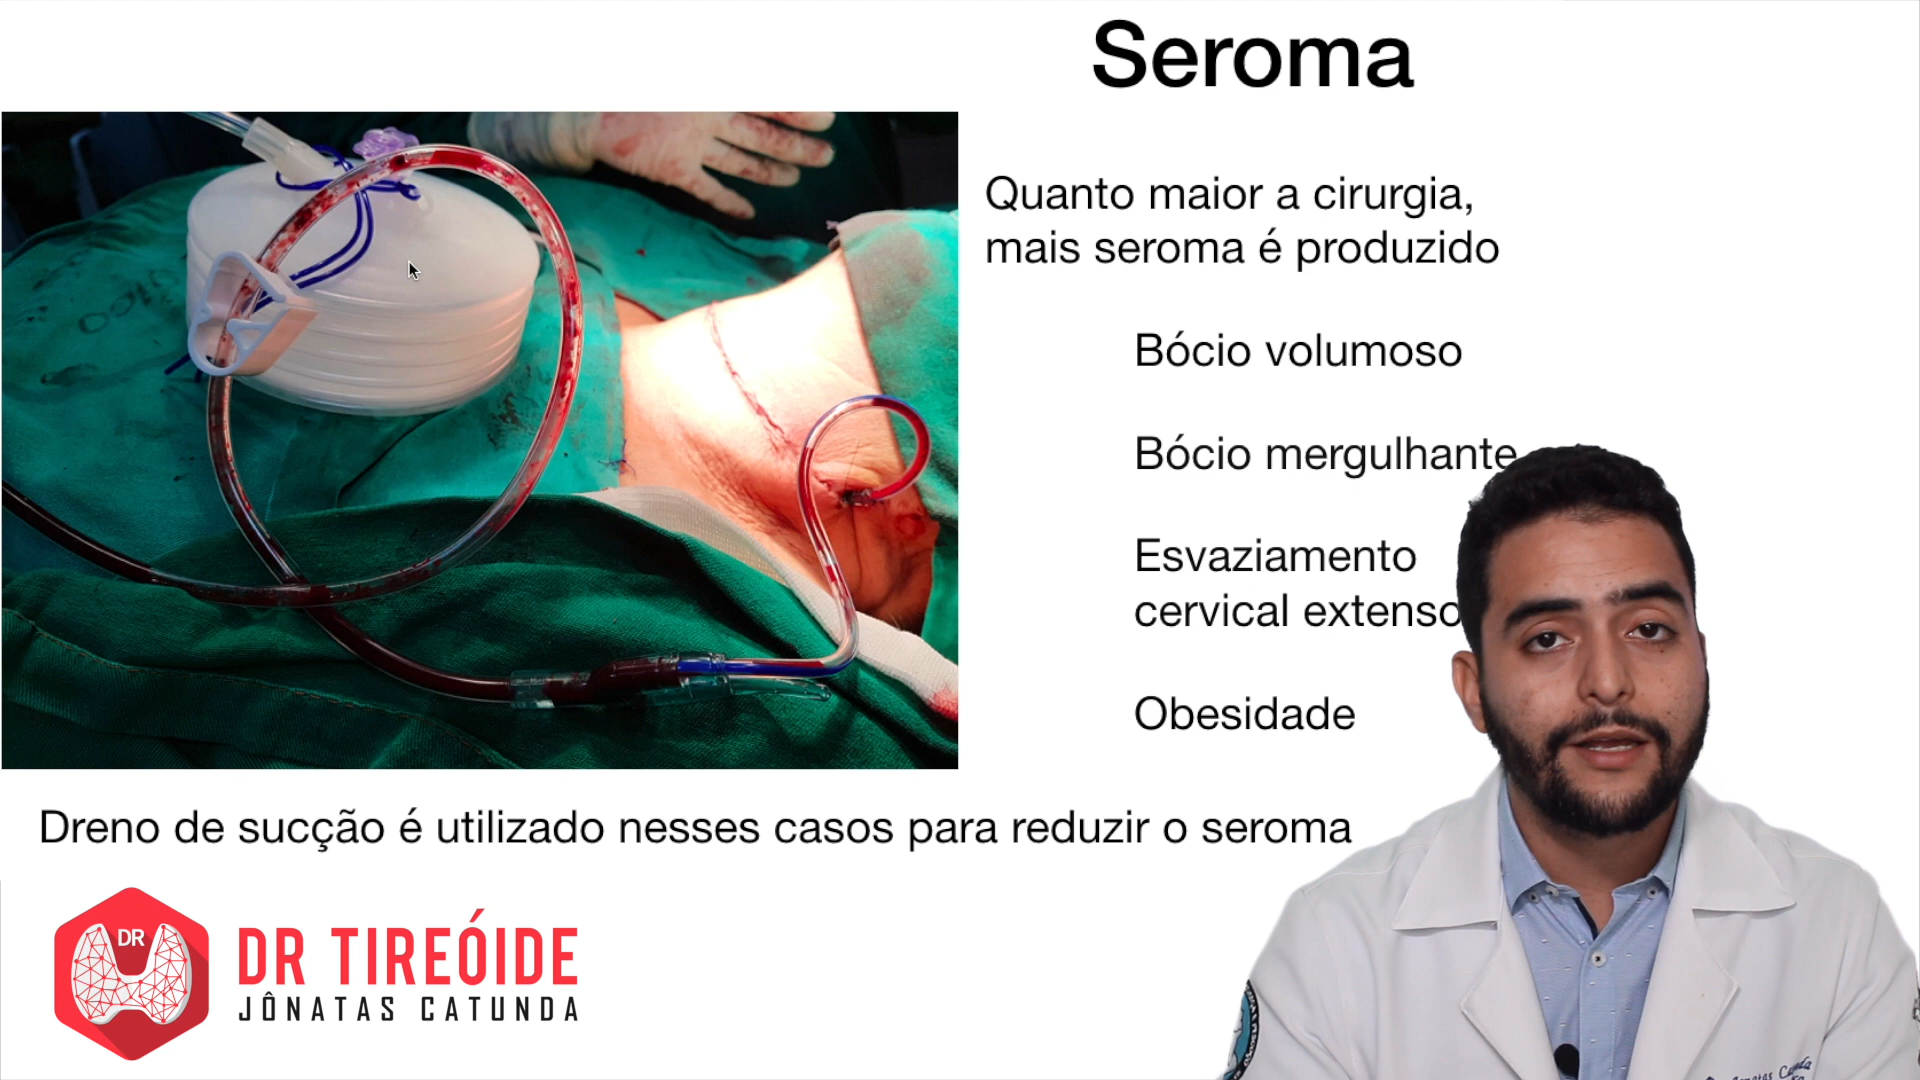 Seroma
Quanto maior a cirurgia,
mais seroma é produzido
Bócio volumoso
Bócio mergulhante
Esvaziamento
cervical extenso
Obesidade
Dreno de sucção é utilizado nesses casos para reduzir o seroma
DR
DR TIREÓIDE
JÔNATAS CATUNDA